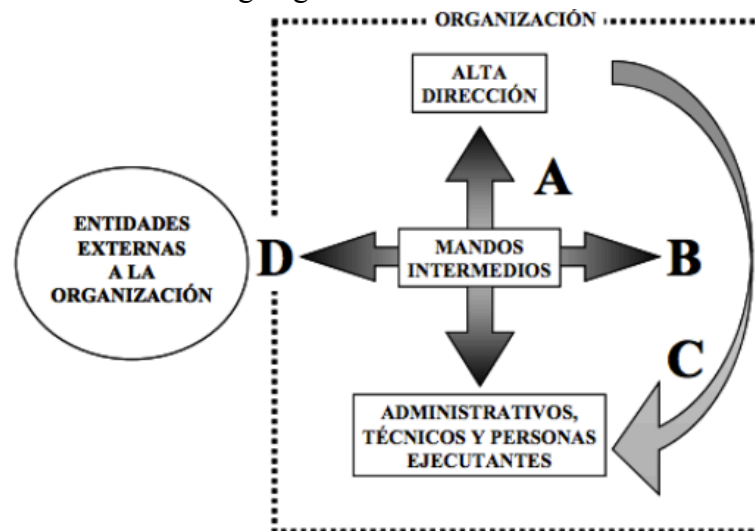 ORGANIZACIÓN
ALTA
DIRECCIÓN
A
ENTIDADES
EXTERNAS
A LA
ORGANIZACIÓN
D
MANDOS
INTERMEDIOS
B
C
ADMINISTRATIVOS,
TÉCNICOS Y PERSONAS
EJECUTANTES